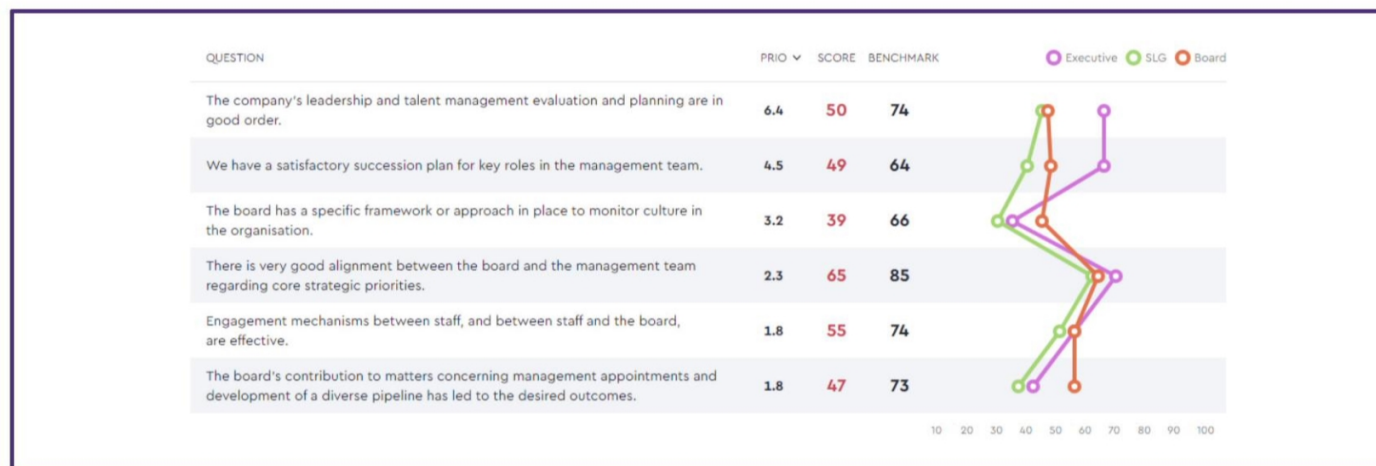 QUESTION PRIO SCORE BENCHMARK Executive SLG Board
The company's leadership and talent management evaluation and planning are in
good order.
6.4 50 74
We have a satisfactory succession plan for key roles in the management team. 4.5 49 64
The board has a specific framework or approach in place to monitor culture in
the organisation.
3.2 39 66
There is very good alignment between the board and the management team
regarding core strategic priorities.
2.3 65 85
Engagement mechanisms between staff, and between staff and the board,
are effective.
1.8 55 74
The board's contribution to matters concerning management appointments and
development of a diverse pipeline has led to the desired outcomes.
1.8 47 73
10 20 30 40 50 60 70 80 90 100